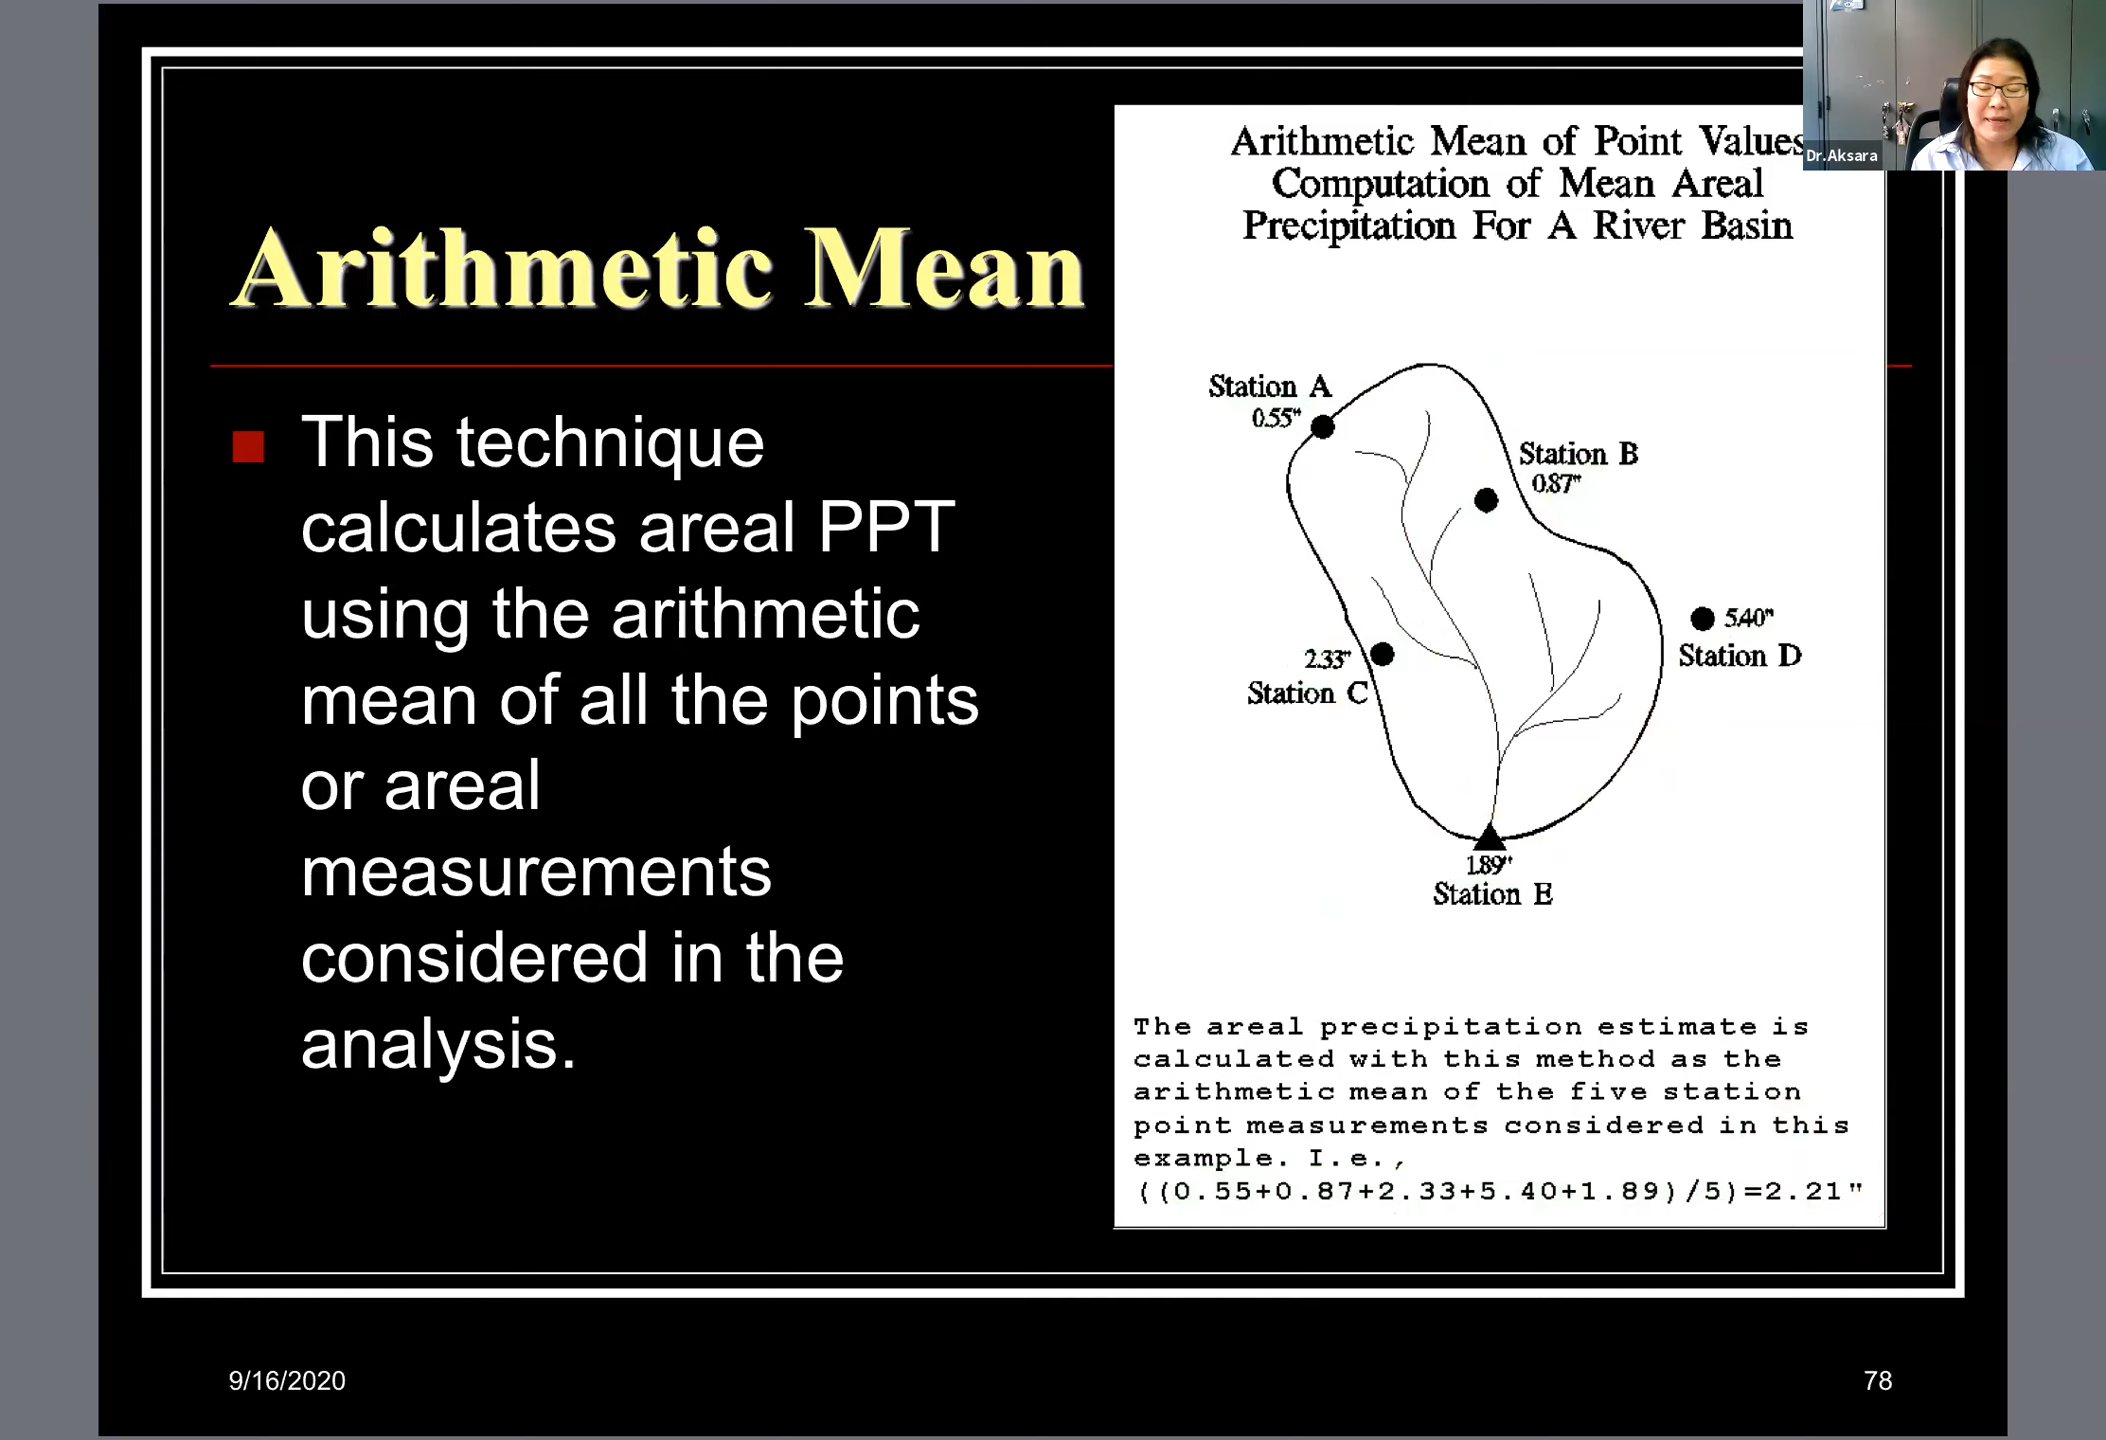 Arithmetic Mean
This technique
calculates areal PPT
using the arithmetic
mean of all the points
or areal
measurements
considered in the
analysis.
Arithmetic Mean of Point Values
Computation of Mean Areal
Precipitation For A River Basin
Station A
0.55"
Station B
0.87"
5.40"
Station D
2.33"
Station C
1.89"
Station E
The areal precipitation estimate is
calculated with this method as the
arithmetic mean of the five station
point measurements considered in this
example. I.e.,
((0.55+0.87+2.33+5.40+1.89)/5)=2.21"
Dr.Aksara
9/16/2020
78